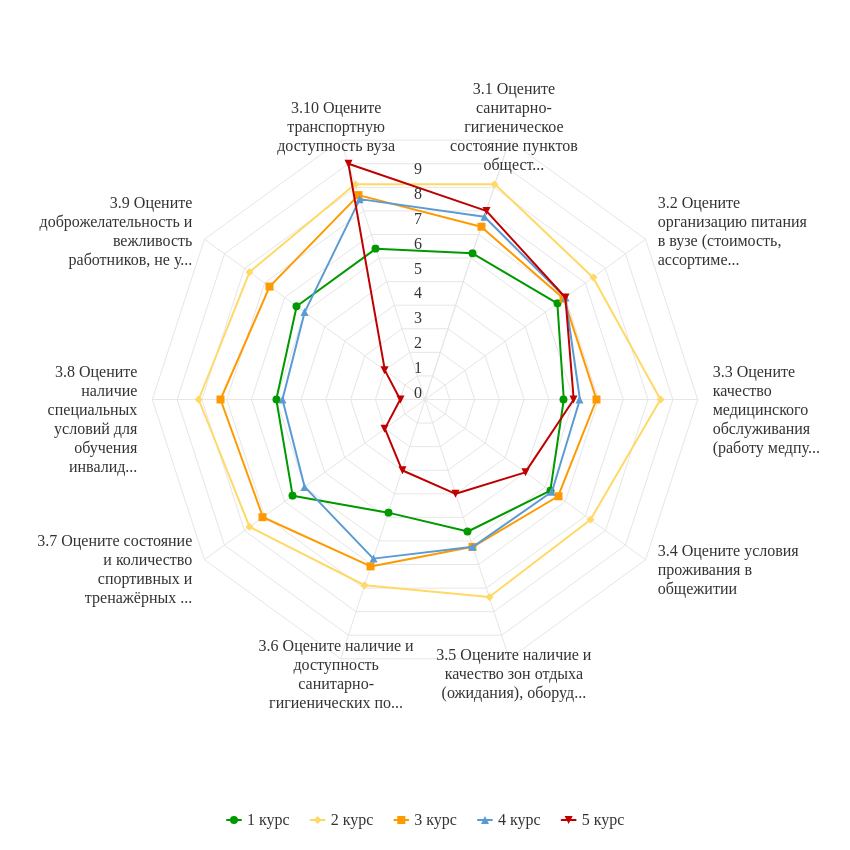 3.1 Оцените
санитарно-
гигиеническое
состояние пунктов
общест...
3.2 Оцените
организацию питания
в вузе (стоимость,
ассортиме...
3.3 Оцените
качество
медицинского
обслуживания
(работу медпу...
3.4 Оцените условия
проживания в
общежитии
3.5 Оцените наличие и
качество зон отдыха
(ожидания), оборуд...
3.6 Оцените наличие и
доступность
санитарно-
гигиенических по...
3.7 Оцените состояние
и количество
спортивных и
тренажёрных ...
3.8 Оцените
наличие
специальных
условий для
обучения
инвалид...
3.9 Оцените
доброжелательность и
вежливость
работников, не у...
3.10 Оцените
транспортную
доступность вуза
9
8
7
6
5
4
3
2
1
0
1 курс
2 курс
3 курс
4 курс
5 курс